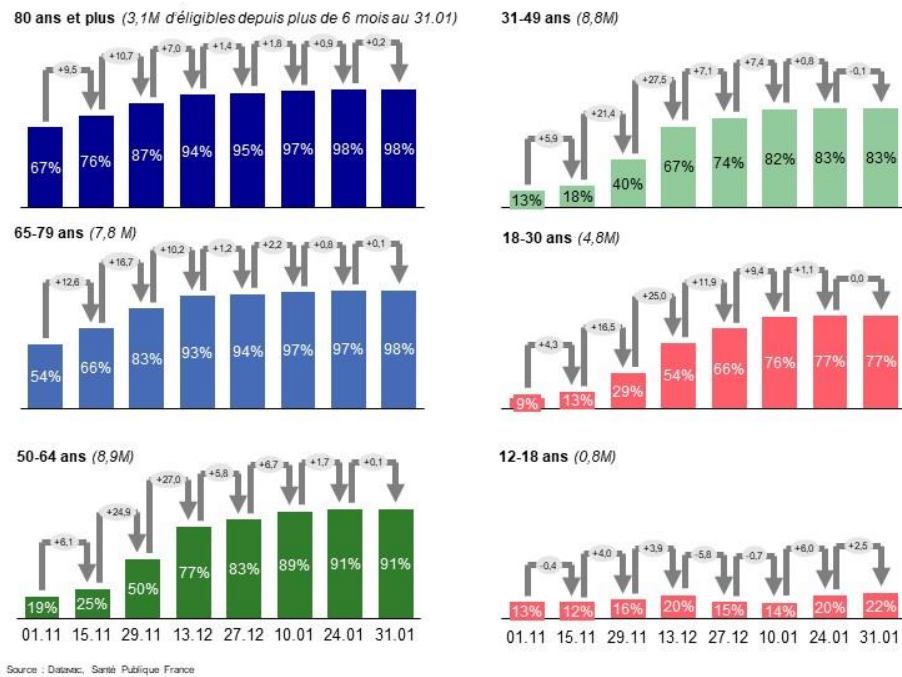 80 ans et plus (3,1M d'éligibles depuis plus de 6 mois au 31.01)
+9,5 +10,7 +7,0 +1,4 +1,8 +0,9 +0,2
67% 76% 87% 94% 95% 97% 98% 98%
65-79 ans (7,8 M)
+12,6 +16,7 +10,2 +1,2 +2,2 +0,8 +0,1
54% 66% 83% 93% 94% 97% 97% 98%
50-64 ans (8,9M)
+6,1 +24,9 +27,0 +5,8 +6,7 +1,7 +0,1
19% 25% 50% 77% 83% 89% 91% 91%
01.11 15.11 29.11 13.12 27.12 10.01 24.01 31.01
31-49 ans (8,8M)
+5,9 +21,4 +27,5 +7,1 +7,4 +0,8 -0,1
13% 18% 40% 67% 74% 82% 83% 83%
18-30 ans (4,8M)
+4,3 +16,5 +25,0 +11,9 +9,4 +1,1 0,0
9% 13% 29% 54% 66% 76% 77% 77%
12-18 ans (0,8M)
-0,4 +4,0 +3,9 -5,8 -0,7 +6,0 +2,5
13% 12% 16% 20% 15% 14% 20% 22%
01.11 15.11 29.11 13.12 27.12 10.01 24.01 31.01
Source : Datavac, Santé Publique France